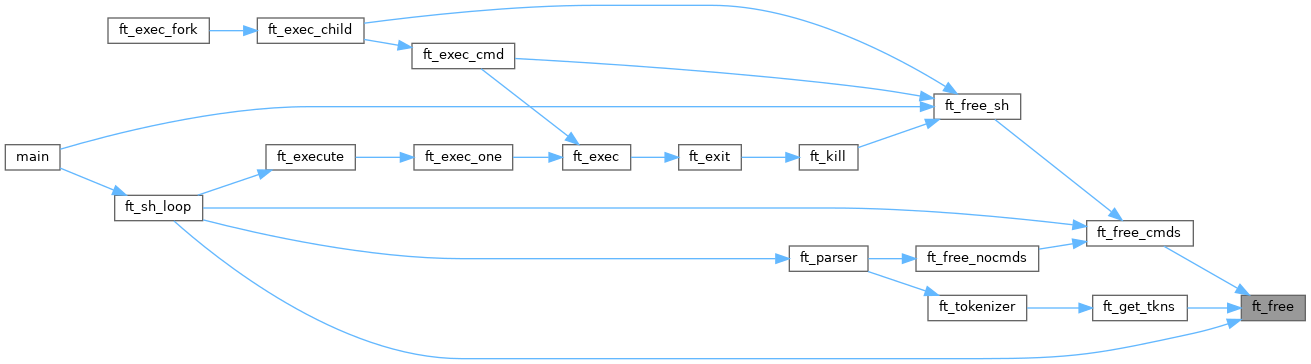 ft_exec_fork
ft_exec_child
ft_exec_cmd
ft_free_sh
main
ft_execute
ft_exec_one
ft_exec
ft_exit
ft_kill
ft_sh_loop
ft_free_cmds
ft_parser
ft_free_nocmds
ft_tokenizer
ft_get_tkns
ft_free